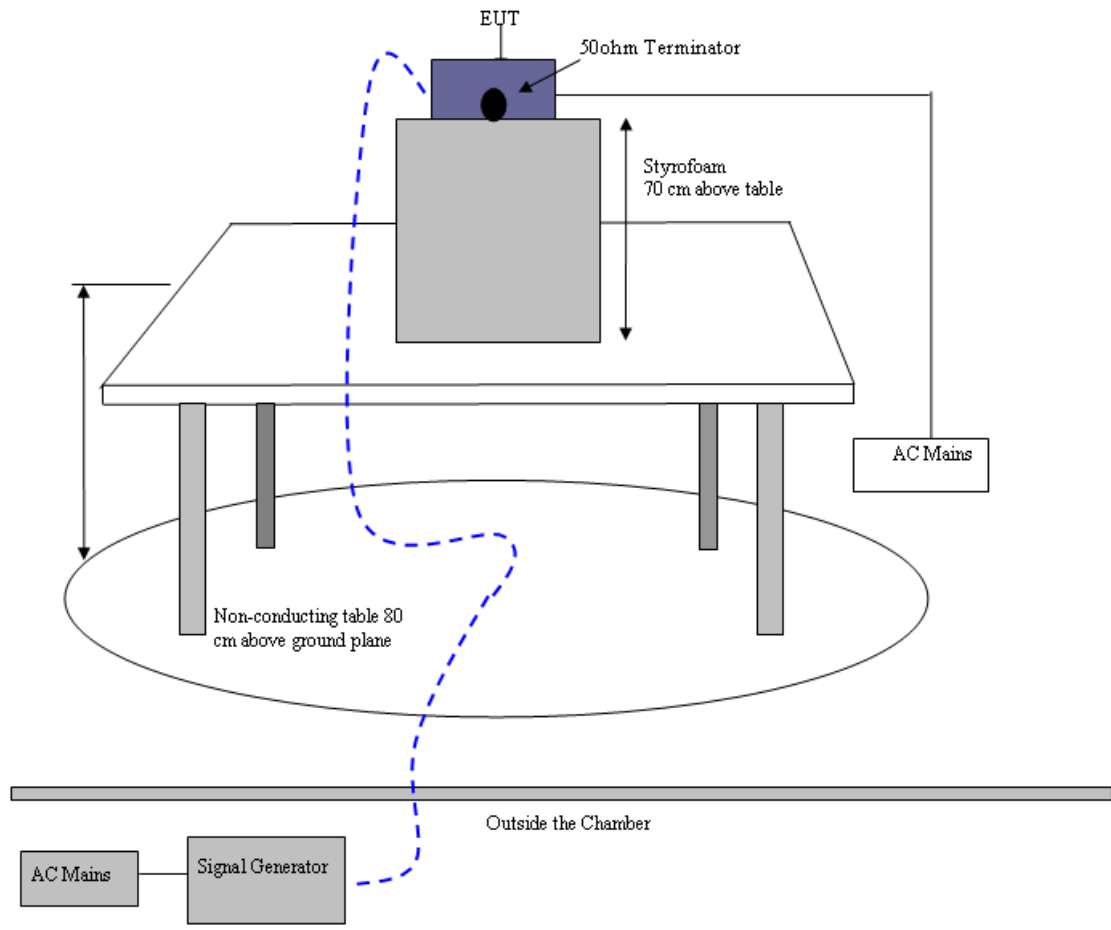 EUT
50ohm Terminator
Styrofoam
70 cm above table
AC Mains
Non-conducting table 80
cm above ground plane
Outside the Chamber
AC Mains
Signal Generator